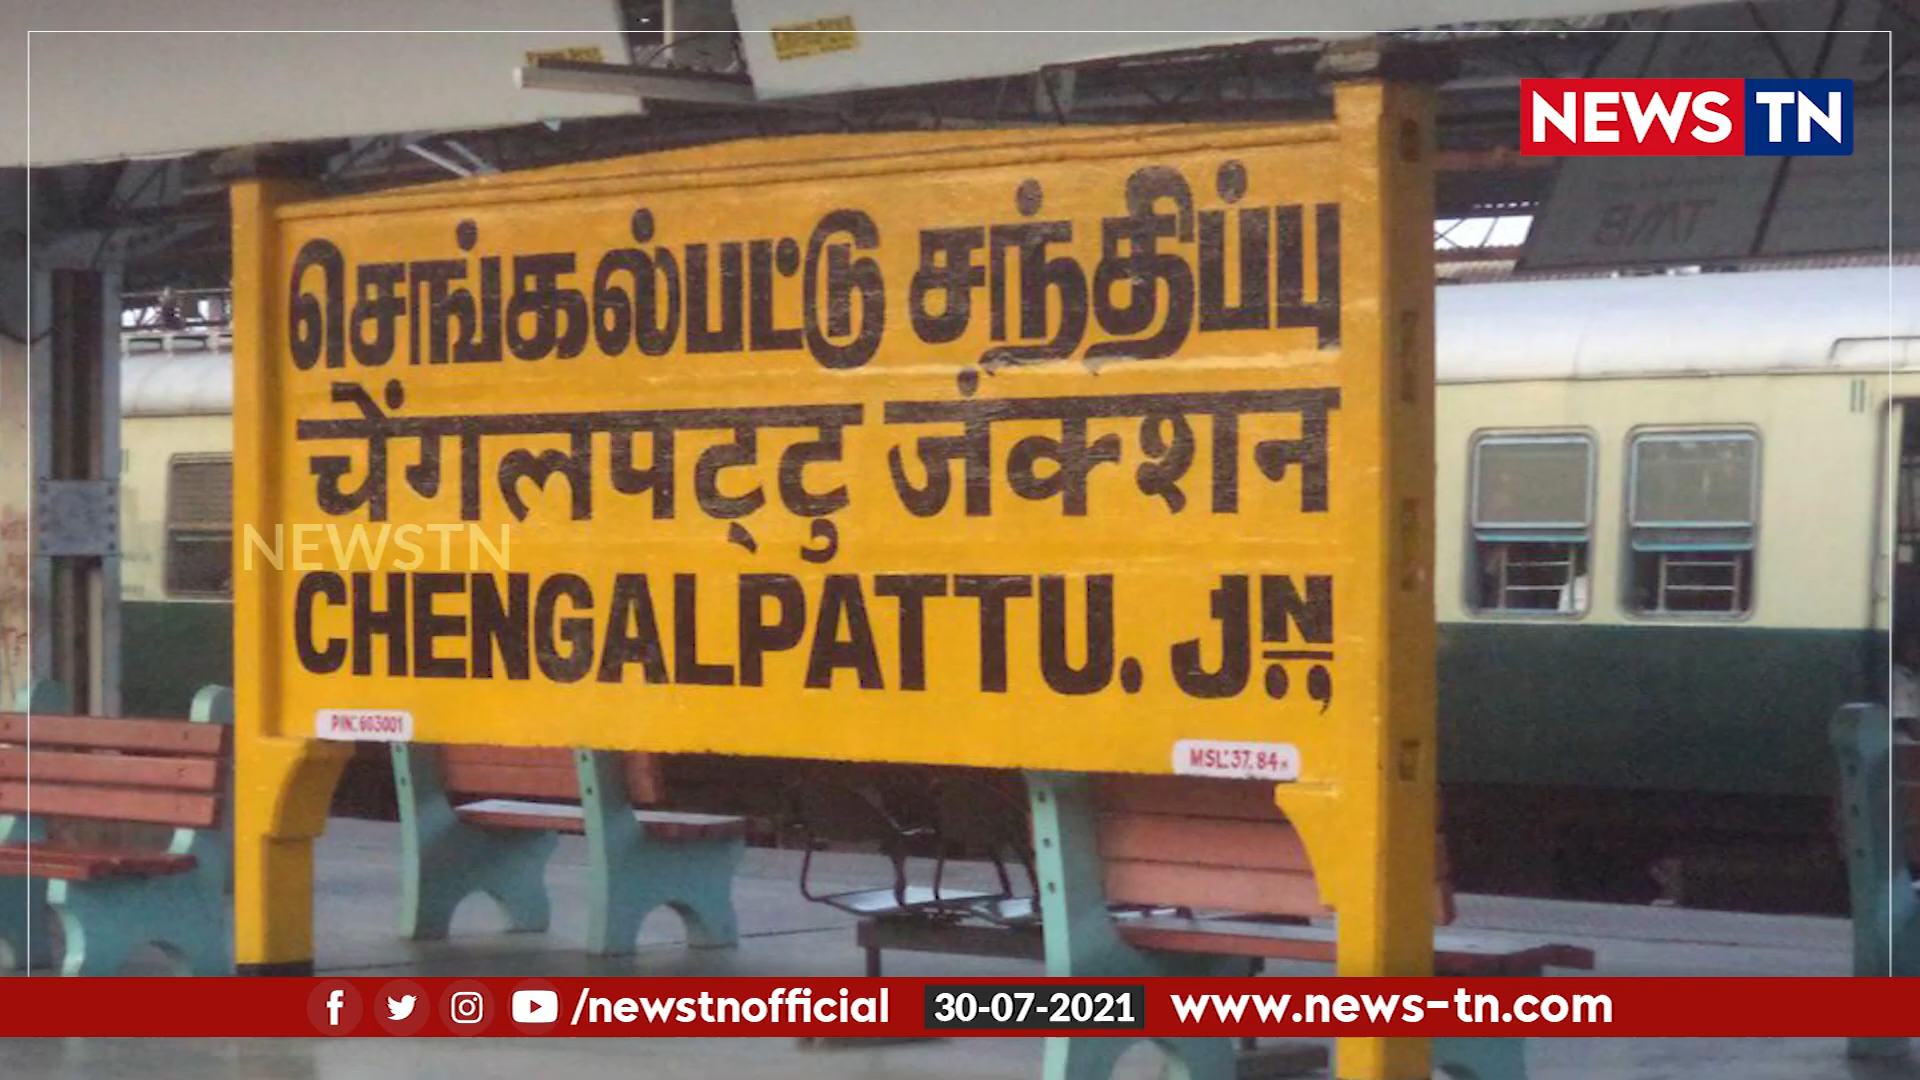 NEWS TN
செங்கல்பட்டு சந்திப்பு
चेंगलपट्टु जंक्शन
NEWSTN
CHENGALPATTU. JN.,
PIN: 603001
MSL: 37.84 M
/newstnofficial 30-07-2021 www.news-tn.com